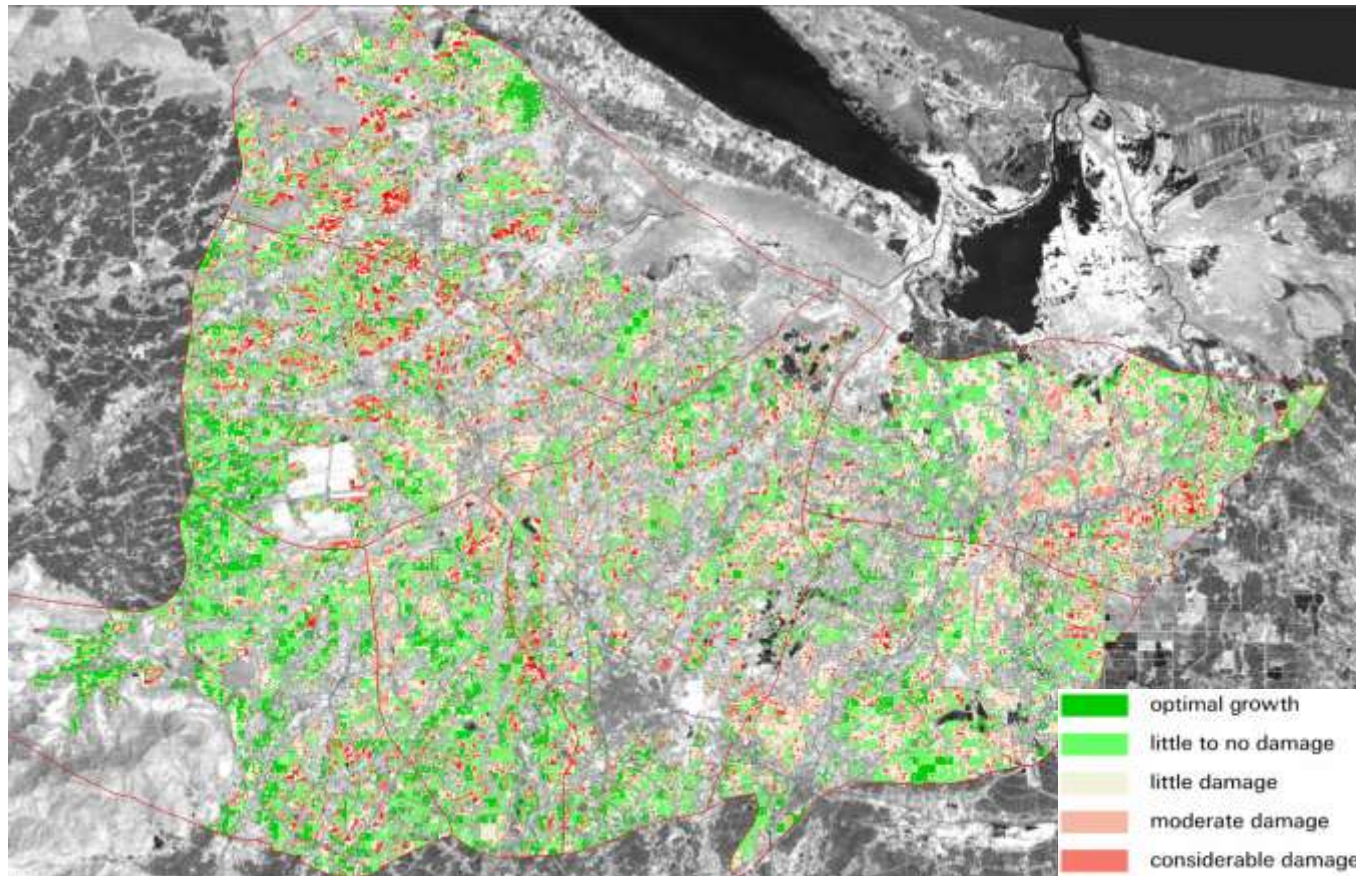 optimal growth
little to no damage
little damage
moderate damage
considerable damage